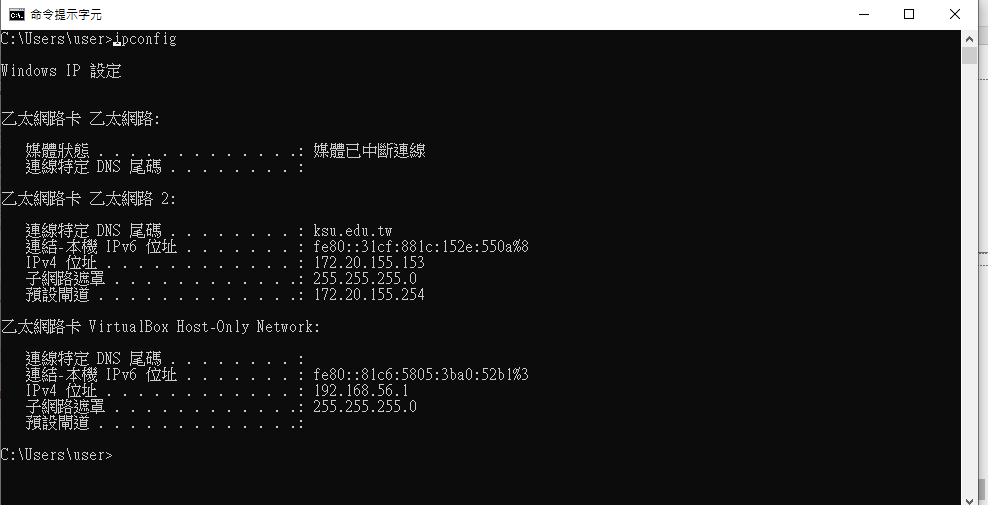 命令提示字元
C:\Users\user>ipconfig
Windows IP 設定
乙太網路卡 乙太網路:
媒體狀態 . . . . . . . . . . . . .: 媒體已中斷連線
連線特定 DNS 尾碼 . . . . . . . . :
乙太網路卡 乙太網路 2:
連線特定 DNS 尾碼 . . . . . . . . : ksu.edu.tw
連結-本機 IPv6 位址 . . . . . . . : fe80::31cf:881c:152e:550a%8
IPv4 位址 . . . . . . . . . . . . : 172.20.155.153
子網路遮罩 . . . . . . . . . . . .: 255.255.255.0
預設閘道 . . . . . . . . . . . . .: 172.20.155.254
乙太網路卡 VirtualBox Host-Only Network:
連線特定 DNS 尾碼 . . . . . . . . :
連結-本機 IPv6 位址 . . . . . . . : fe80::81c6:5805:3ba0:52b1%3
IPv4 位址 . . . . . . . . . . . . : 192.168.56.1
子網路遮罩 . . . . . . . . . . . .: 255.255.255.0
預設閘道 . . . . . . . . . . . . .:
C:\Users\user>